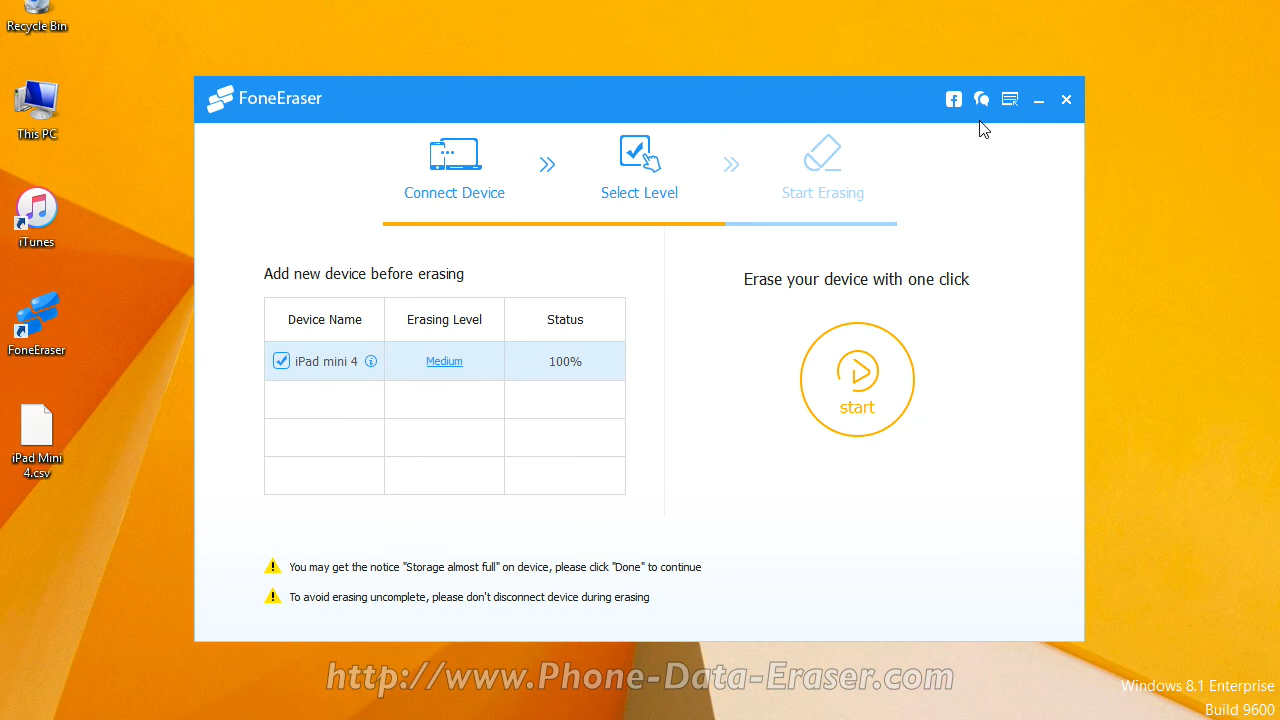 Recycle Bin
This PC
iTunes
FoneEraser
iPad Mini
4.csv
FoneEraser
Connect Device
Select Level
Start Erasing
Add new device before erasing
Device Name Erasing Level Status
iPad mini 4 Medium 100%
Erase your device with one click
start
You may get the notice "Storage almost full" on device, please click "Done" to continue
To avoid erasing uncomplete, please don't disconnect device during erasing
http://www.Phone-Data-Eraser.com
Windows 8.1 Enterprise
Build 9600